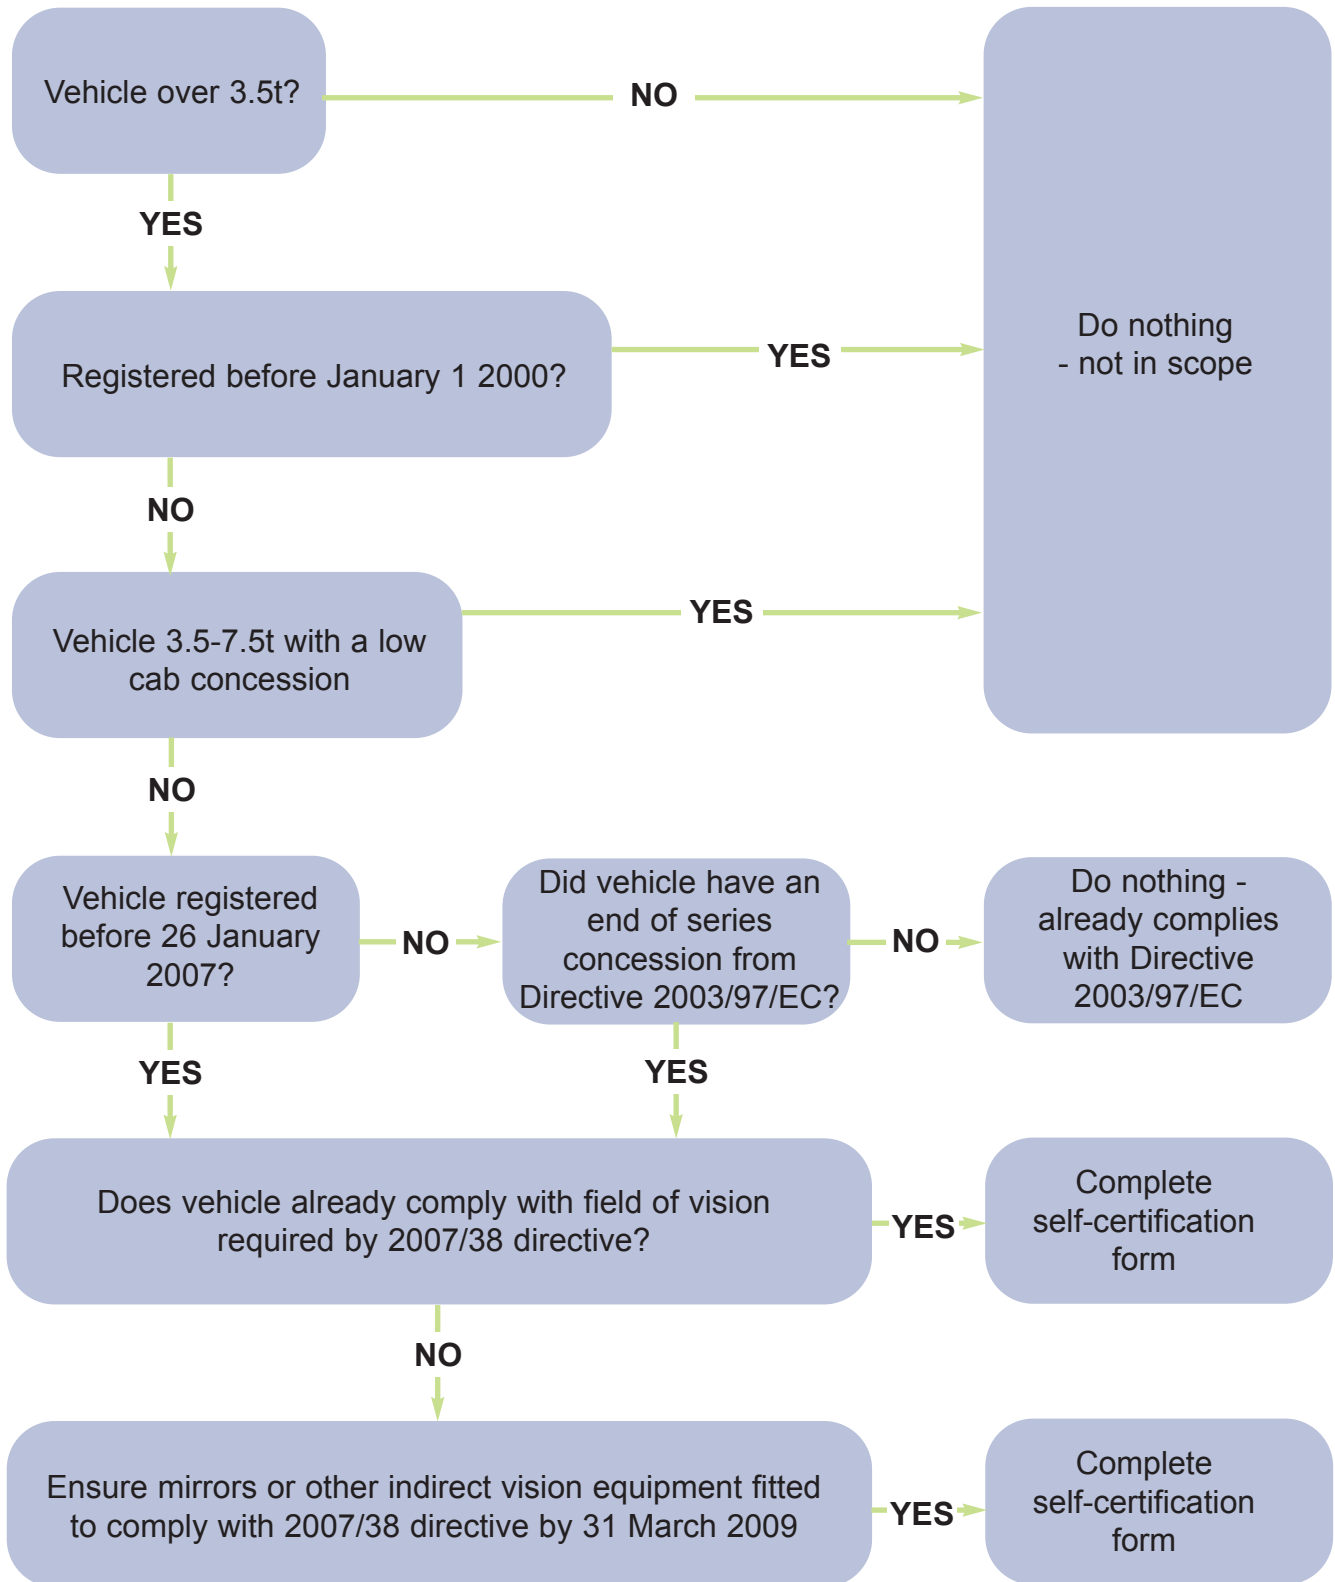 Vehicle over 3.5t?
NO
YES
Registered before January 1 2000?
YES
Do nothing
- not in scope
NO
Vehicle 3.5-7.5t with a low
cab concession
YES
NO
Vehicle registered
before 26 January
2007?
NO
Did vehicle have an
end of series
concession from
Directive 2003/97/EC?
NO
Do nothing -
already complies
with Directive
2003/97/EC
YES
YES
Does vehicle already comply with field of vision
required by 2007/38 directive?
YES
Complete
self-certification
form
NO
Ensure mirrors or other indirect vision equipment fitted
to comply with 2007/38 directive by 31 March 2009
YES
Complete
self-certification
form